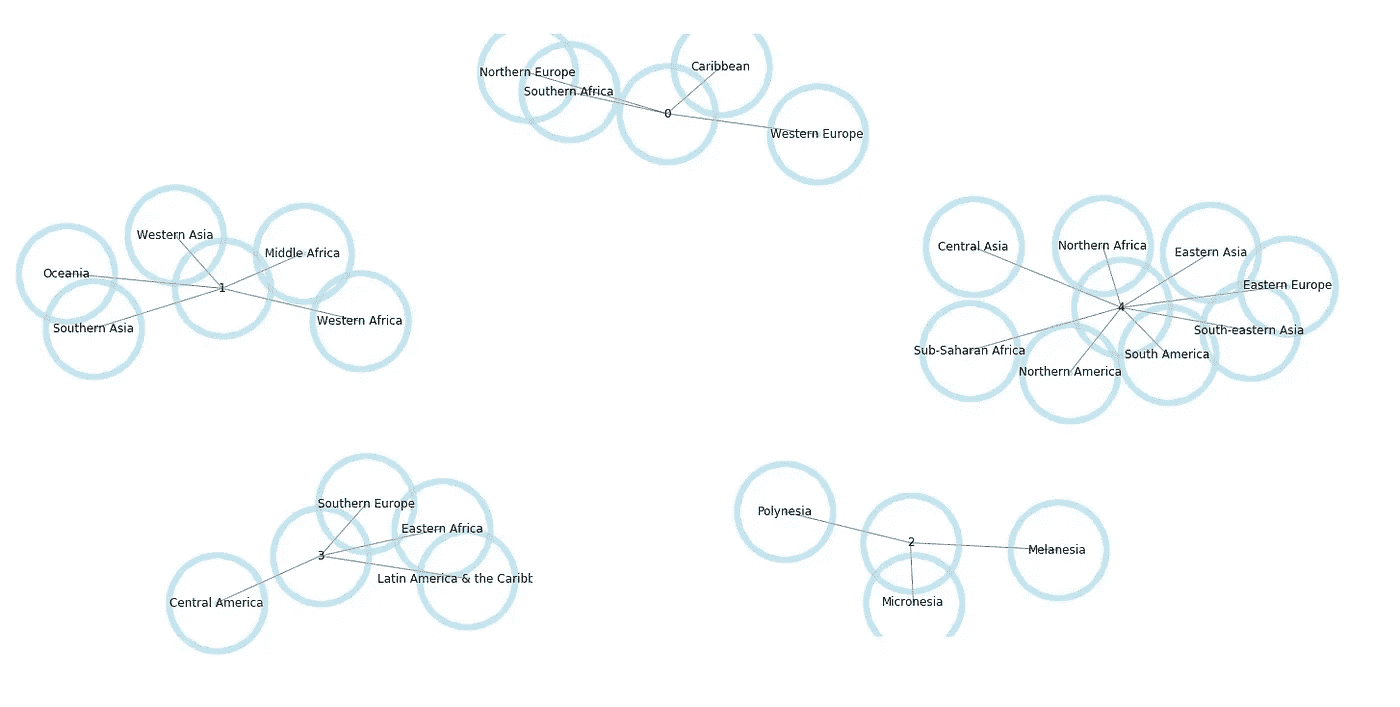 Northern Europe
Caribbean
Southern Africa
0
Western Europe
Western Asia
Middle Africa
Oceania
1
Southern Asia
Western Africa
Central Asia
Northern Africa
Eastern Asia
Eastern Europe
4
South-eastern Asia
Sub-Saharan Africa
South America
Northern America
Southern Europe
Eastern Africa
3
Latin America & the Carib
Central America
Polynesia
2
Melanesia
Micronesia